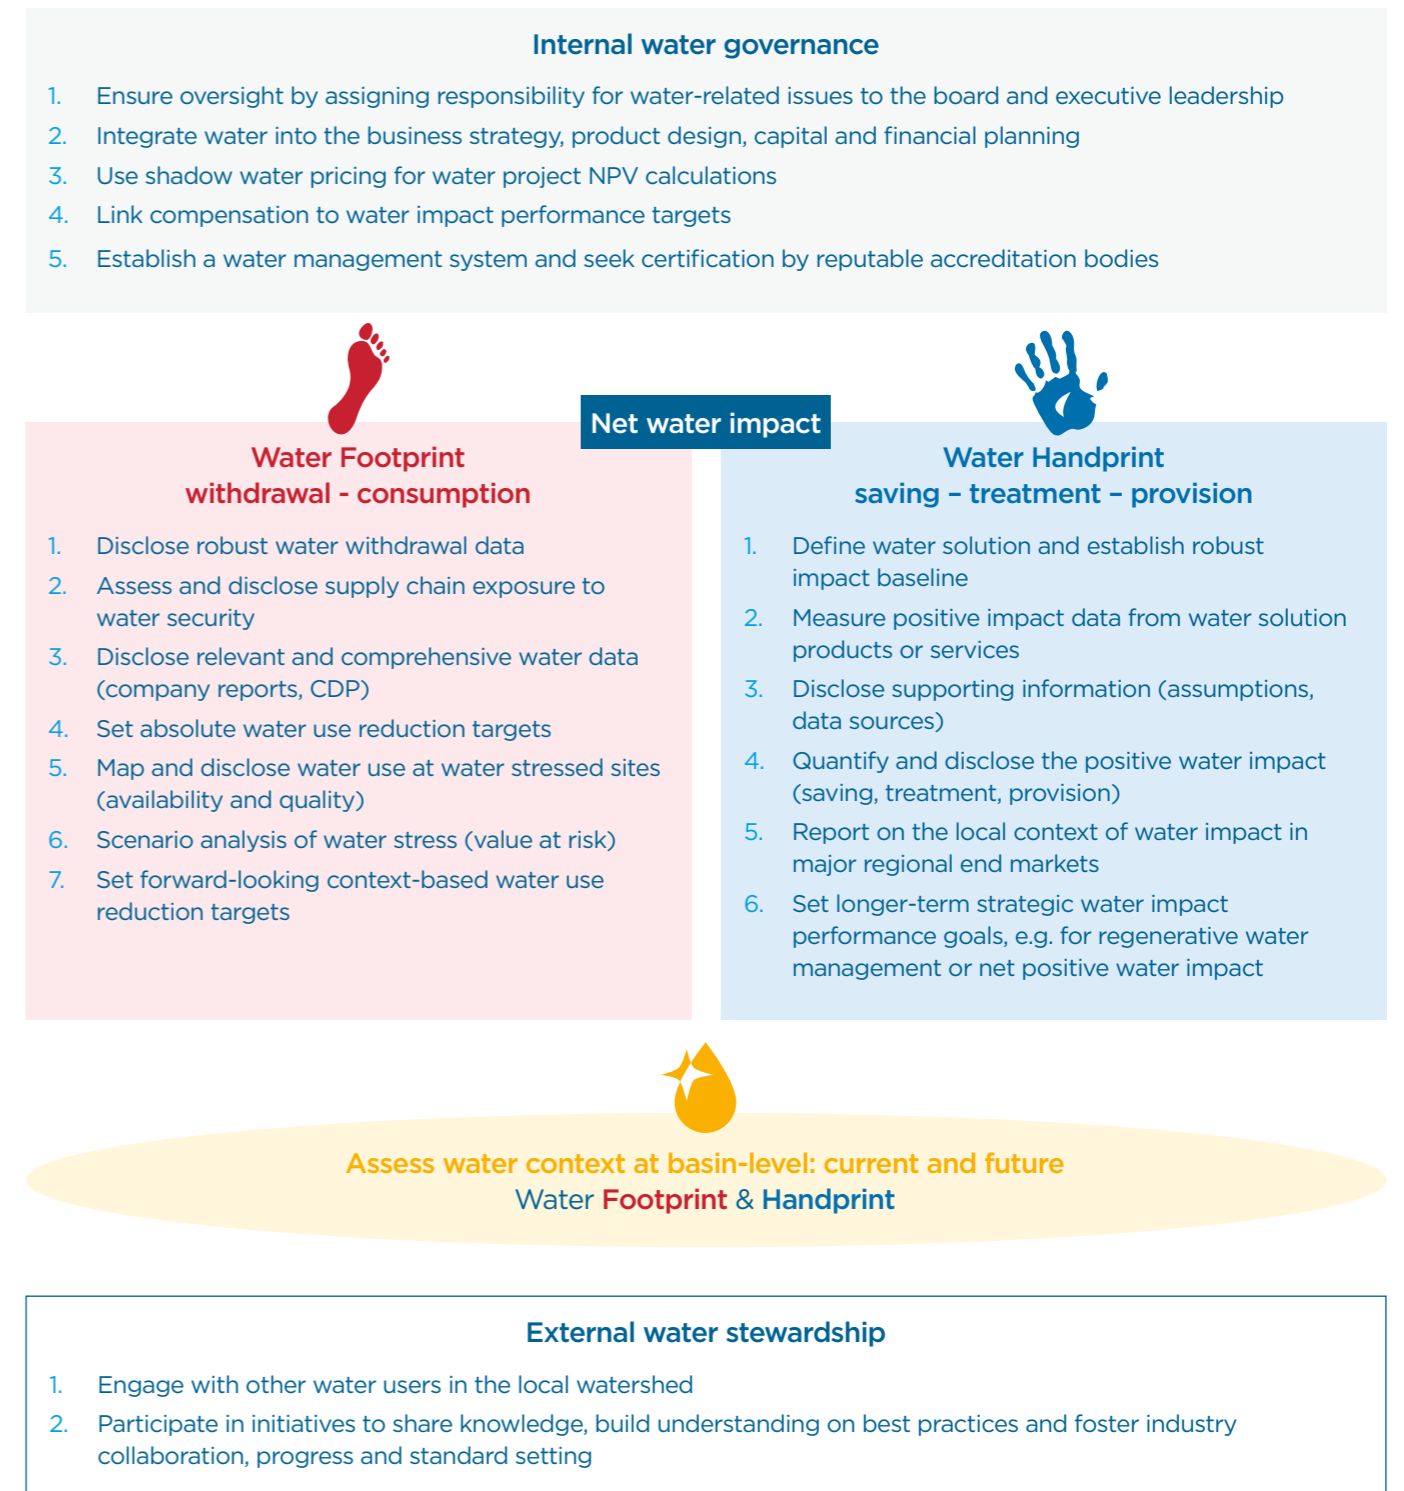 Internal water governance
1. Ensure oversight by assigning responsibility for water-related issues to the board and executive leadership
2. Integrate water into the business strategy, product design, capital and financial planning
3. Use shadow water pricing for water project NPV calculations
4. Link compensation to water impact performance targets
5. Establish a water management system and seek certification by reputable accreditation bodies
Net water impact
Water Footprint
withdrawal - consumption
1. Disclose robust water withdrawal data
2. Assess and disclose supply chain exposure to
water security
3. Disclose relevant and comprehensive water data
(company reports, CDP)
4. Set absolute water use reduction targets
5. Map and disclose water use at water stressed sites
(availability and quality)
6. Scenario analysis of water stress (value at risk)
7. Set forward-looking context-based water use
reduction targets
Water Handprint
saving – treatment – provision
1. Define water solution and establish robust
impact baseline
2. Measure positive impact data from water solution
products or services
3. Disclose supporting information (assumptions,
data sources)
4. Quantify and disclose the positive water impact
(saving, treatment, provision)
5. Report on the local context of water impact in
major regional end markets
6. Set longer-term strategic water impact
performance goals, e.g. for regenerative water
management or net positive water impact
Assess water context at basin-level: current and future
Water Footprint & Handprint
External water stewardship
1. Engage with other water users in the local watershed
2. Participate in initiatives to share knowledge, build understanding on best practices and foster industry
collaboration, progress and standard setting